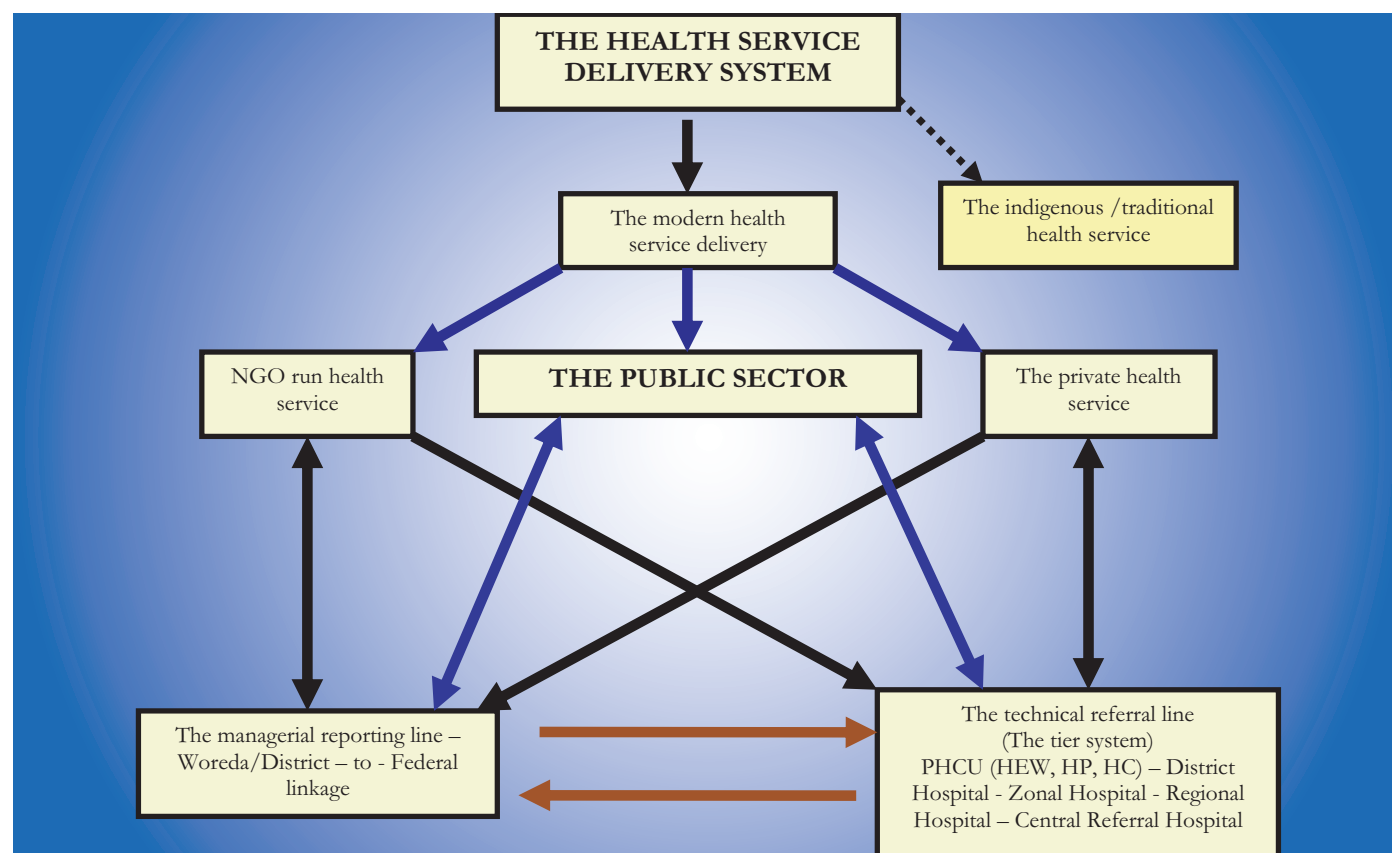 THE HEALTH SERVICE
DELIVERY SYSTEM
The modern health
service delivery
The indigenous /traditional
health service
NGO run health
service
THE PUBLIC SECTOR
The private health
service
The managerial reporting line –
Woreda/District – to - Federal
linkage
The technical referral line
(The tier system)
PHCU (HEW, HP, HC) – District
Hospital - Zonal Hospital - Regional
Hospital – Central Referral Hospital